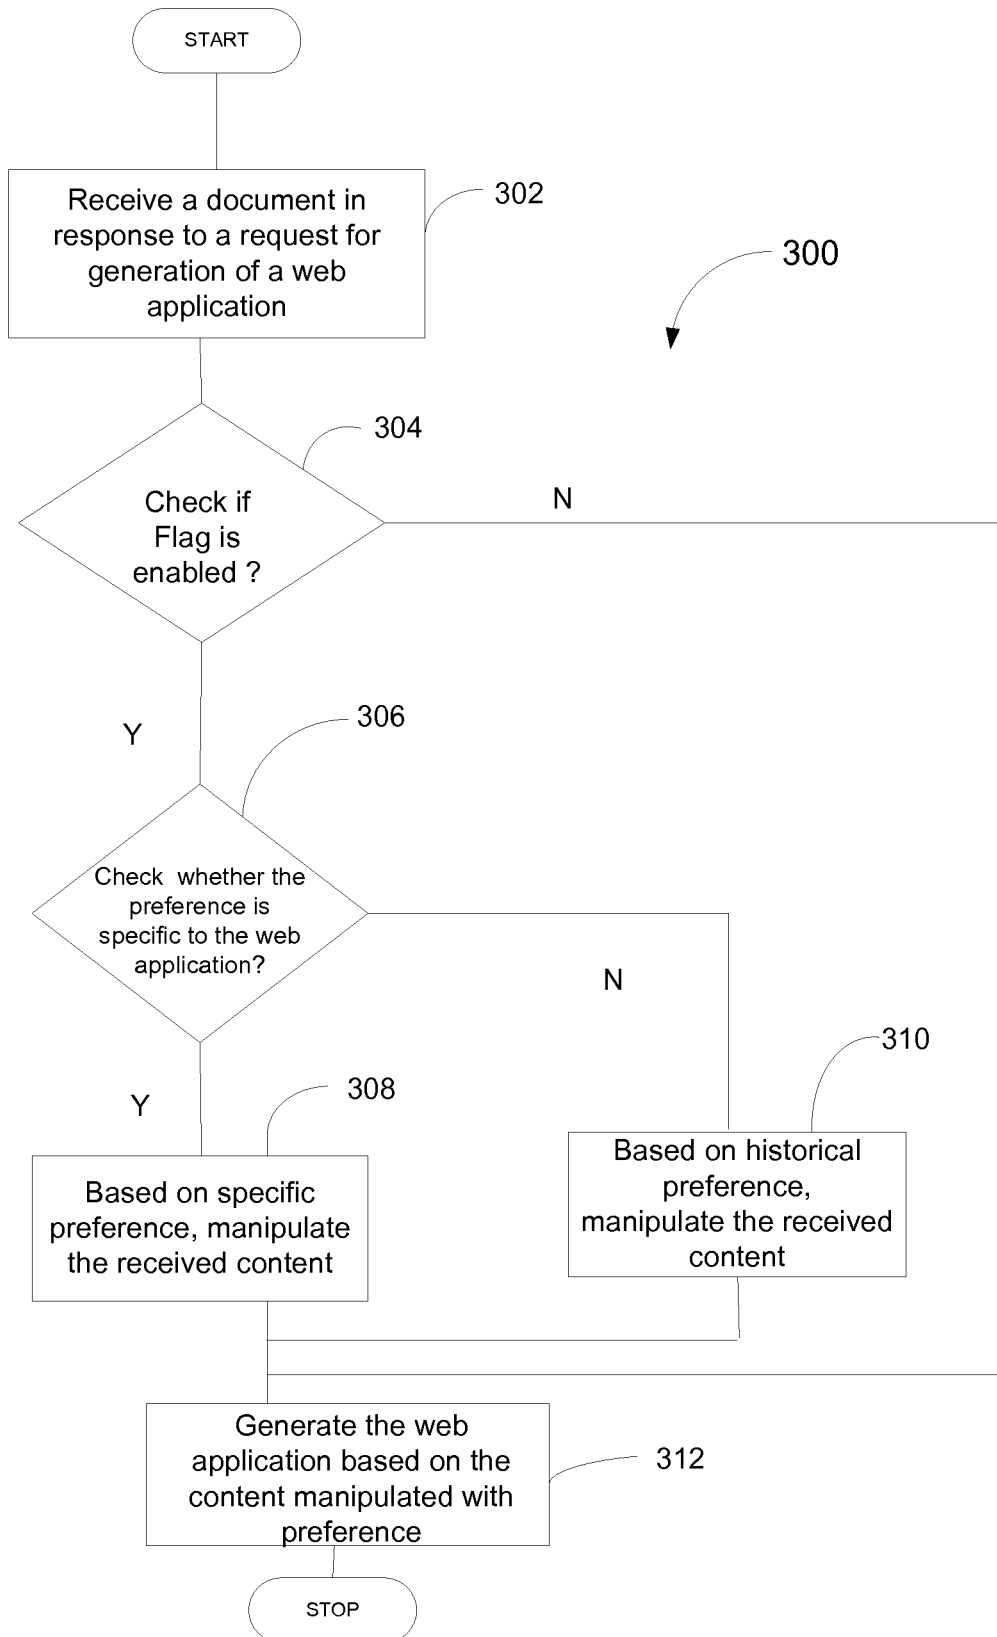 START
Receive a document in
response to a request for
generation of a web
application
302
300
304
Check if
Flag is
enabled ?
N
Y
306
Check whether the
preference is
specific to the web
application?
N
310
Y
308
Based on specific
preference, manipulate
the received content
Based on historical
preference,
manipulate the received
content
Generate the web
application based on the
content manipulated with
preference
312
STOP